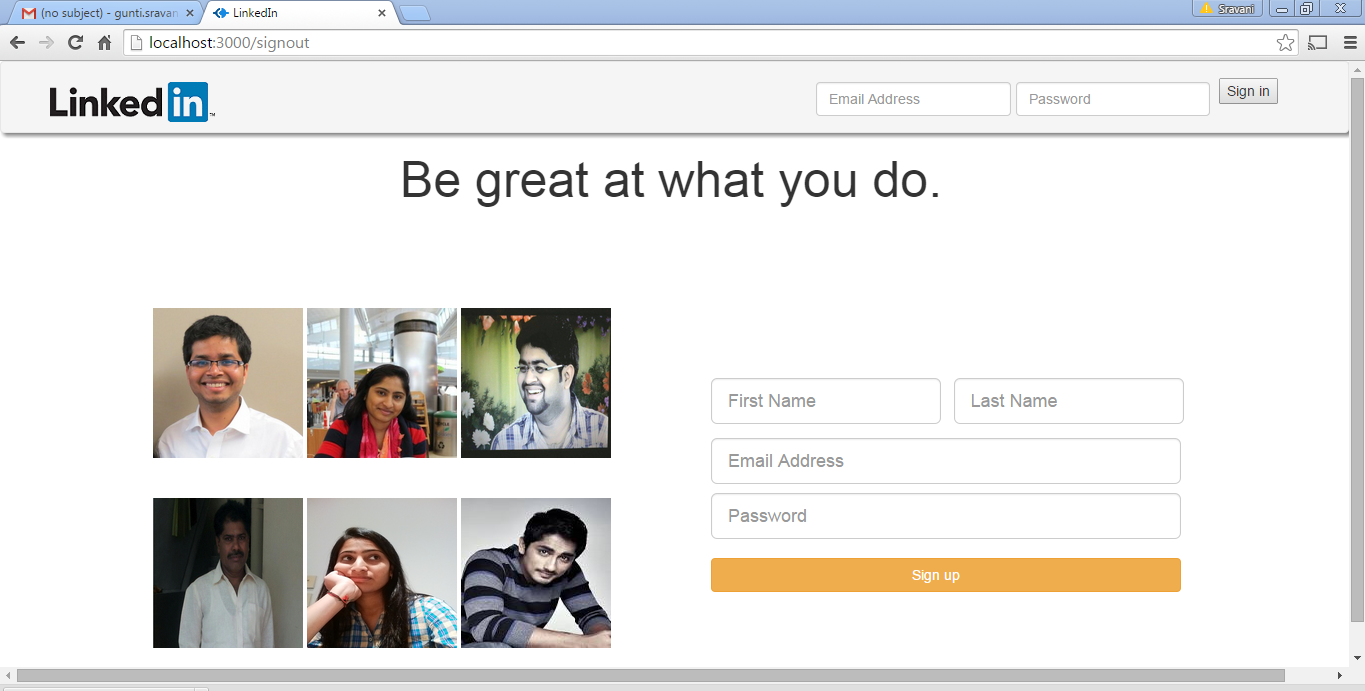 (no subject) - gunti.sravan
LinkedIn
Sravani
localhost:3000/signout
Linked in ™
Email Address
Password
Sign in
Be great at what you do.
First Name
Last Name
Email Address
Password
Sign up